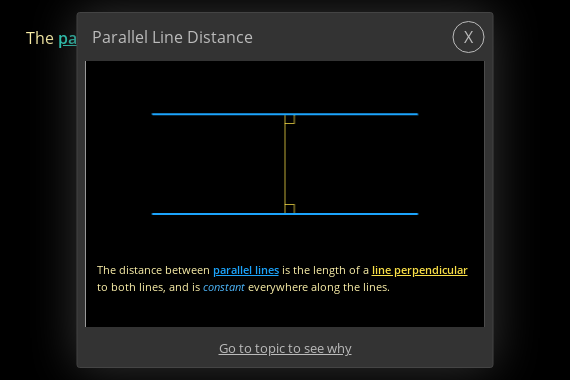 The pa
Parallel Line Distance
X
The distance between parallel lines is the length of a line perpendicular
to both lines, and is constant everywhere along the lines.
Go to topic to see why